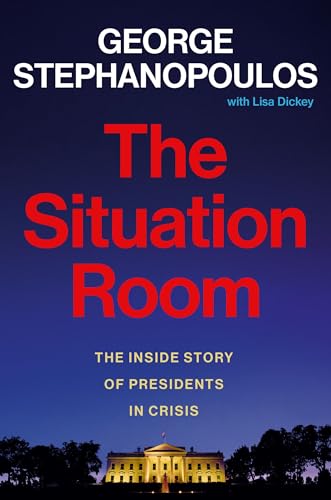 GEORGE
STEPHANOPOULOS
with Lisa Dickey
The
Situation
Room
THE INSIDE STORY
OF PRESIDENTS
IN CRISIS